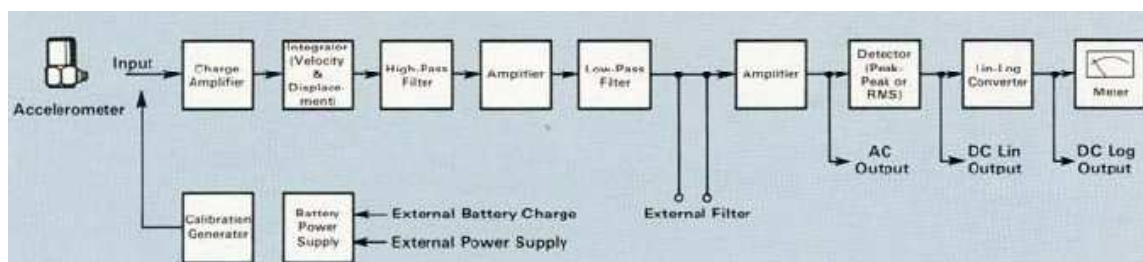 Input
Accelerometer
Charge
Amplifier
Integrator
(Velocity
&
Displace-
ment)
High-Pass
Filter
Amplifier
Low-Pass
Filter
Amplifier
Detector
(Peak-
Peak or
RMS)
Lin-Log
Converter
Meter
AC
Output
DC Lin
Output
DC Log
Output
External Filter
Calibration
Generator
Battery
Power
Supply
External Battery Charge
External Power Supply